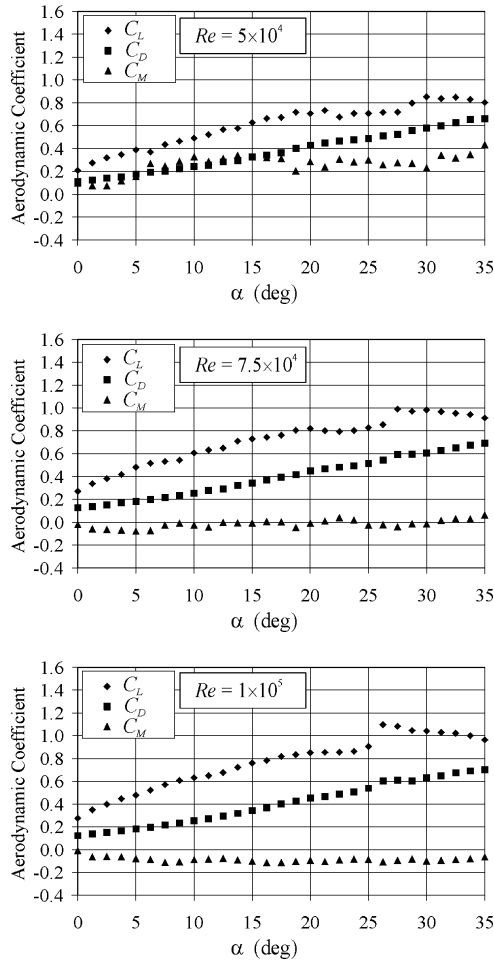 1.6
1.4
1.2
1.0
0.8
0.6
0.4
0.2
0.0
-0.2
-0.4
Aerodynamic Coefficient
C_L
C_D
C_M
Re = 5×10⁴
0 5 10 15 20 25 30 35
α (deg)
1.6
1.4
1.2
1.0
0.8
0.6
0.4
0.2
0.0
-0.2
-0.4
Aerodynamic Coefficient
C_L
C_D
C_M
Re = 7.5×10⁴
0 5 10 15 20 25 30 35
α (deg)
1.6
1.4
1.2
1.0
0.8
0.6
0.4
0.2
0.0
-0.2
-0.4
Aerodynamic Coefficient
C_L
C_D
C_M
Re = 1×10⁵
0 5 10 15 20 25 30 35
α (deg)